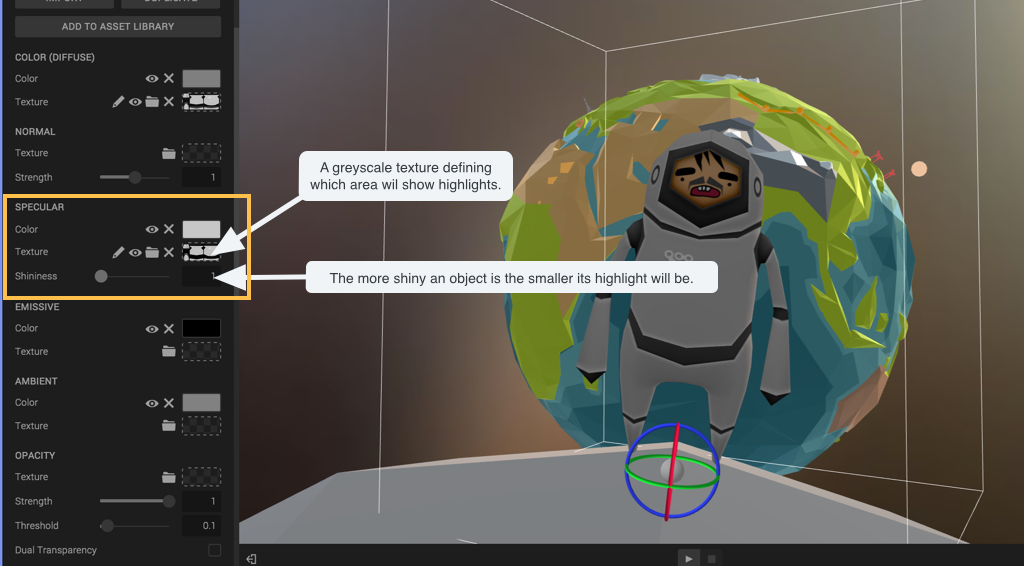 ADD TO ASSET LIBRARY
COLOR (DIFFUSE)
Color
Texture
NORMAL
Texture
Strength 1
A greyscale texture defining
which area wil show highlights.
SPECULAR
Color
Texture
Shininess 1
The more shiny an object is the smaller its highlight will be.
EMISSIVE
Color
Texture
AMBIENT
Color
Texture
OPACITY
Texture
Strength 1
Threshold 0.1
Dual Transparency